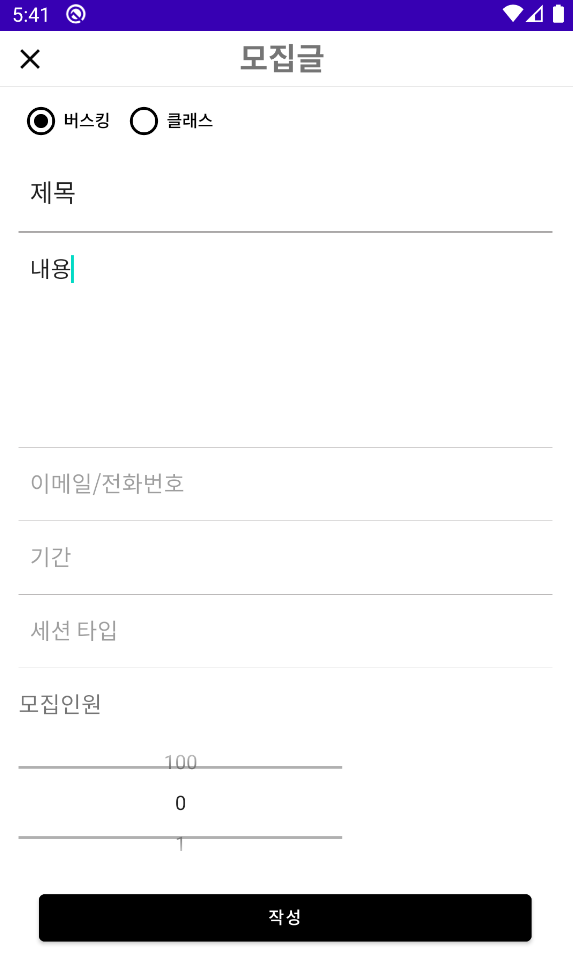 5:41
모집글
버스킹 클래스
제목
내용
이메일/전화번호
기간
세션 타입
모집인원
100
0
1
작성